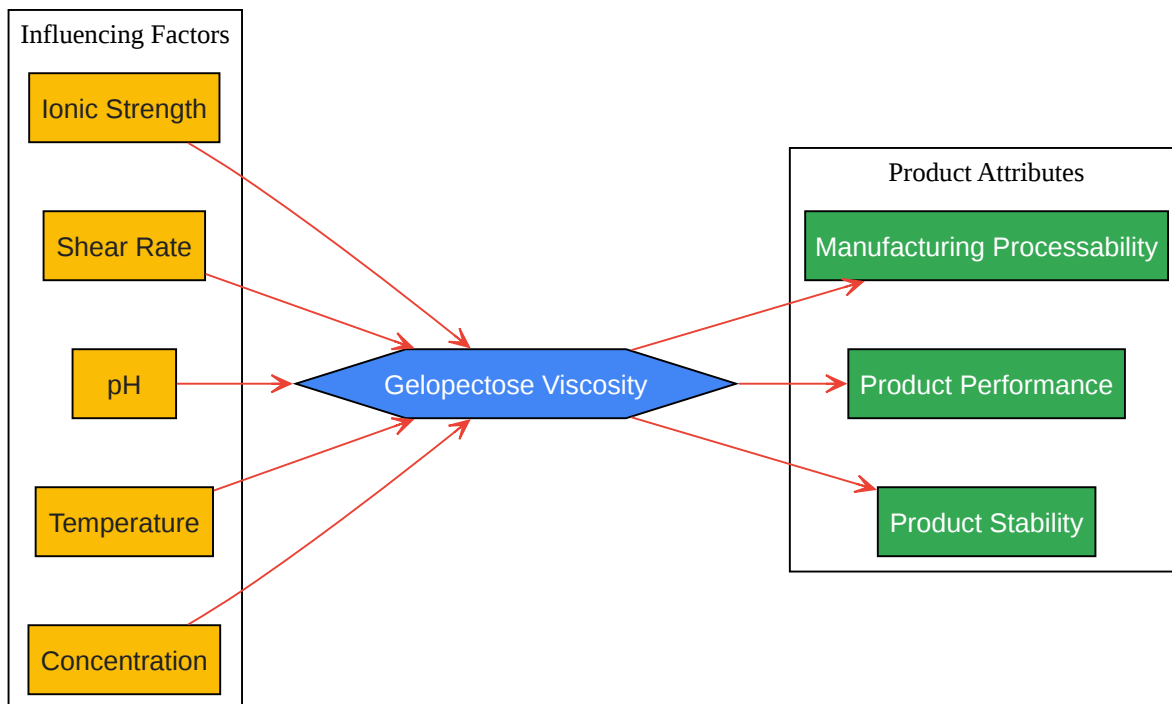 Influencing Factors
Ionic Strength
Shear Rate
pH
Temperature
Concentration
Gelopectose Viscosity
Product Attributes
Manufacturing Processability
Product Performance
Product Stability